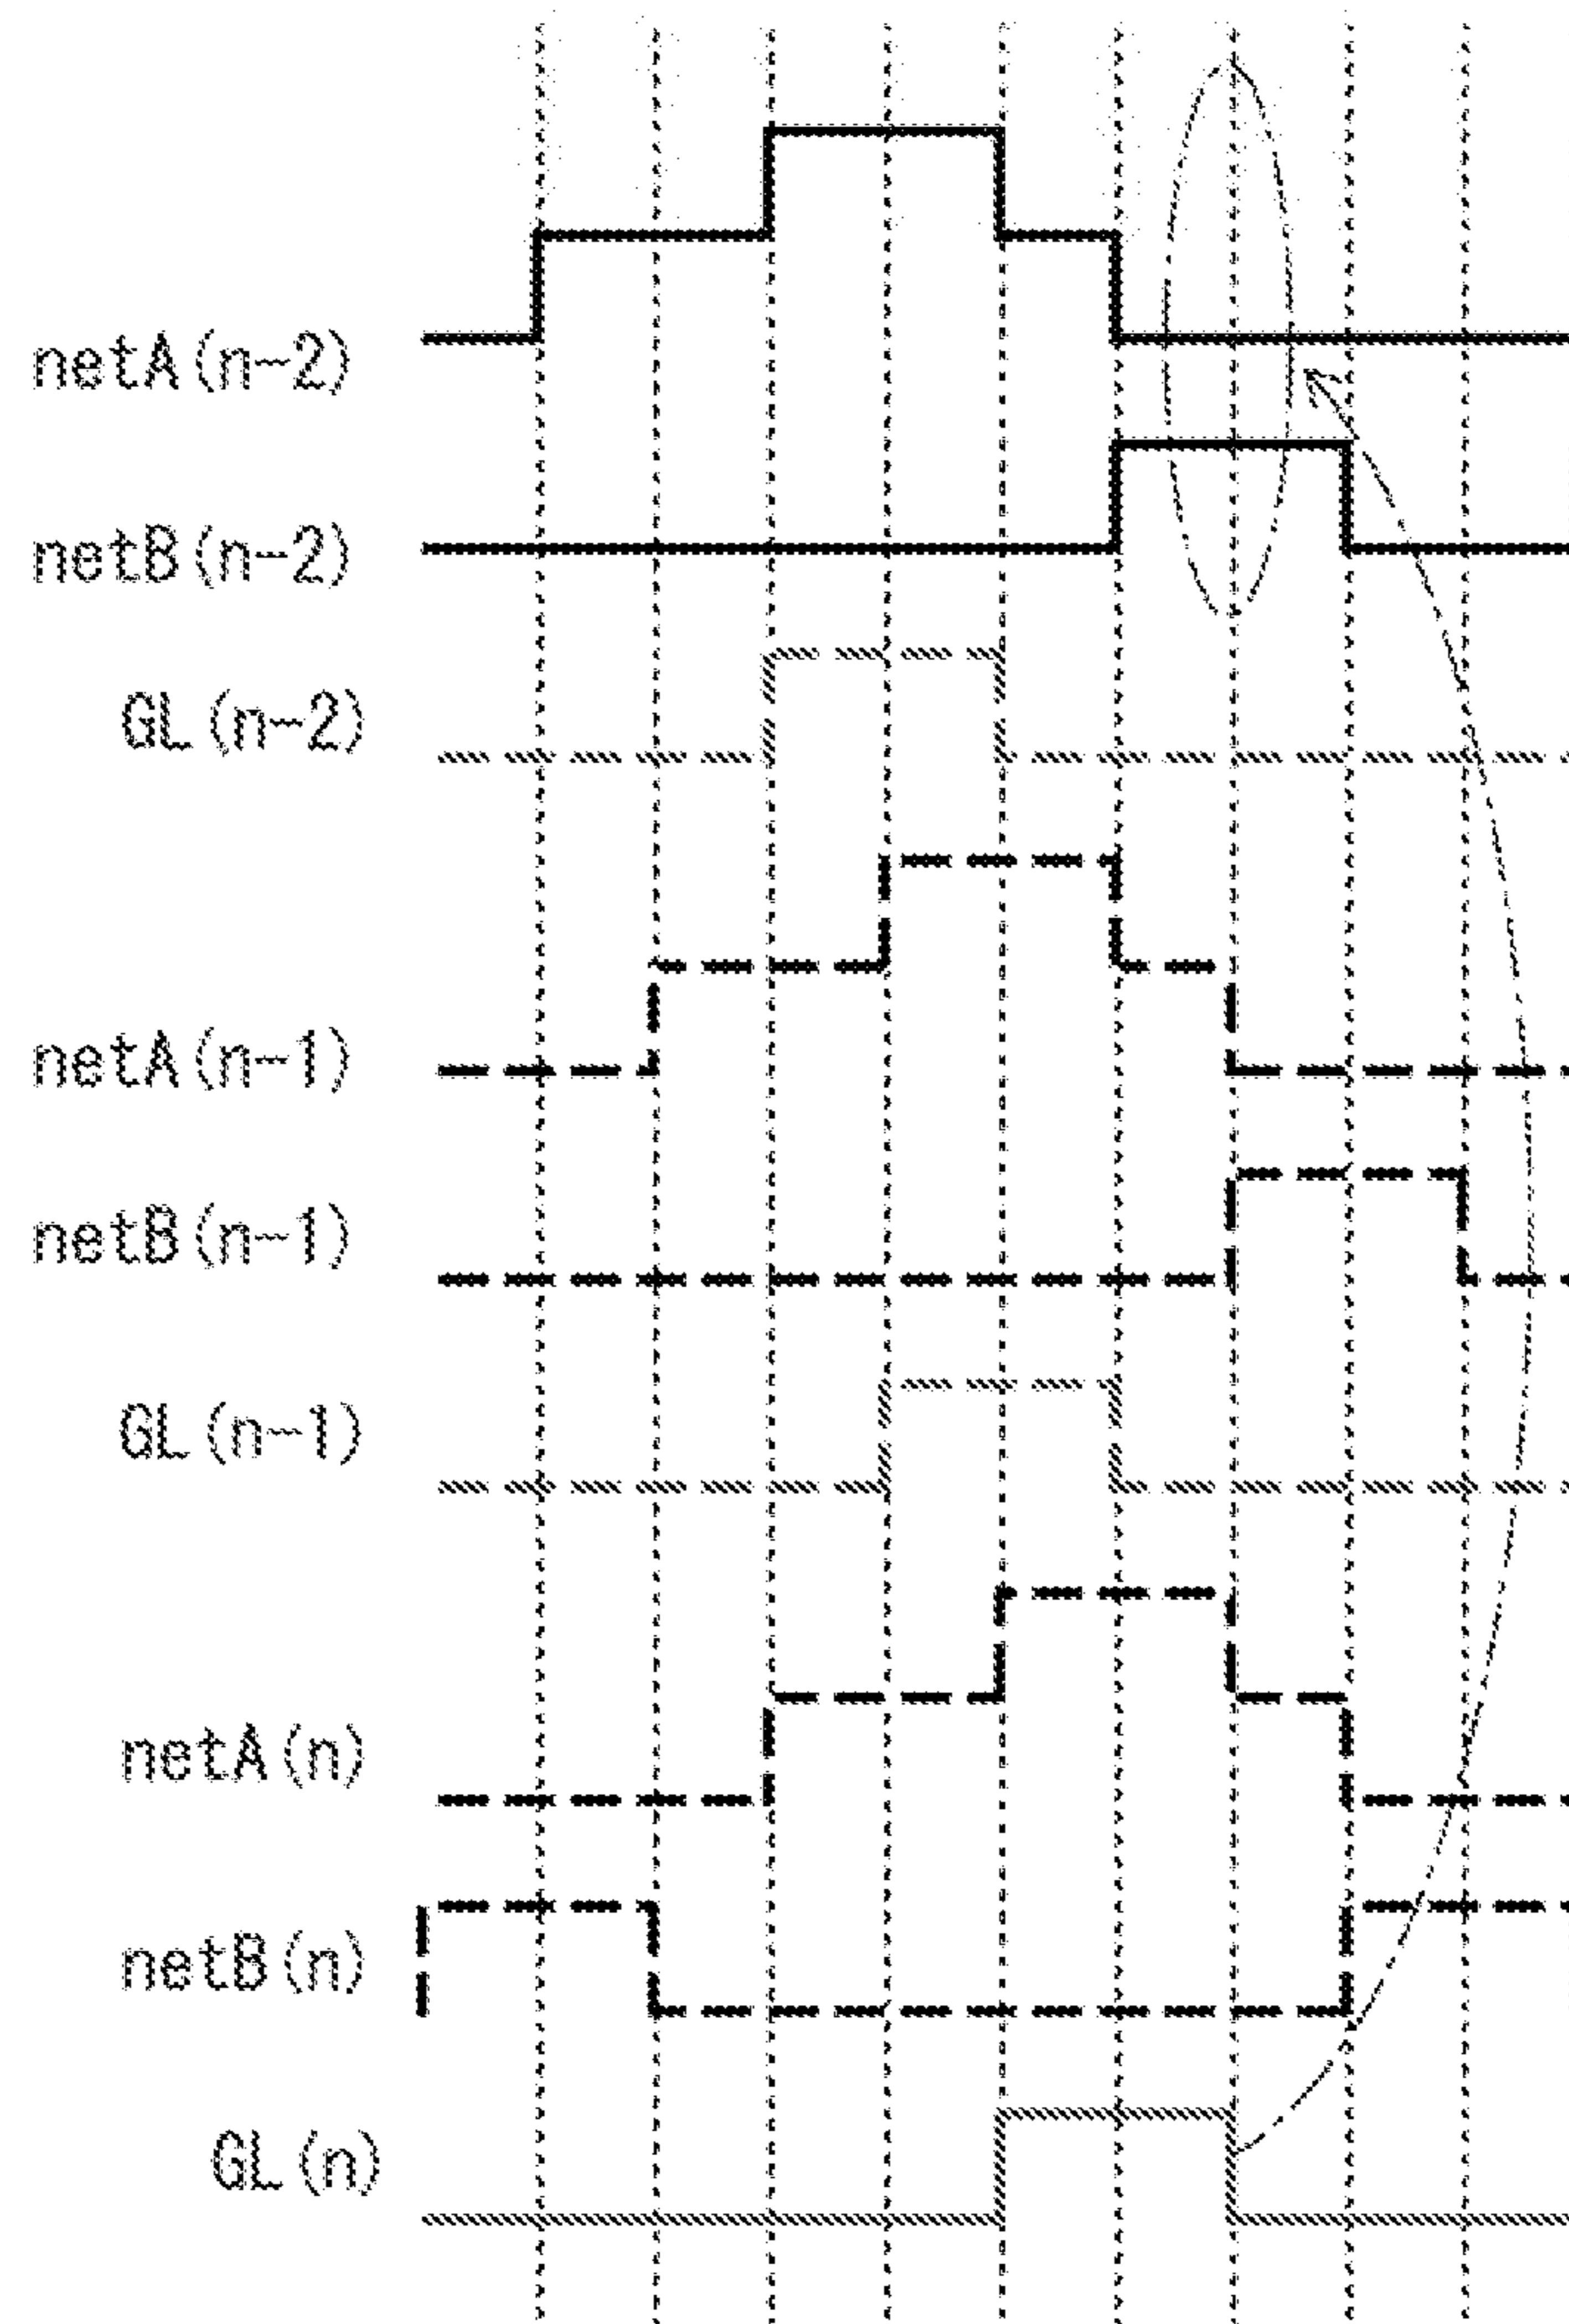 netA(n-2)
netB(n-2)
GL(n-2)
netA(n-1)
netB(n-1)
GL(n-1)
netA(n)
netB(n)
GL(n)